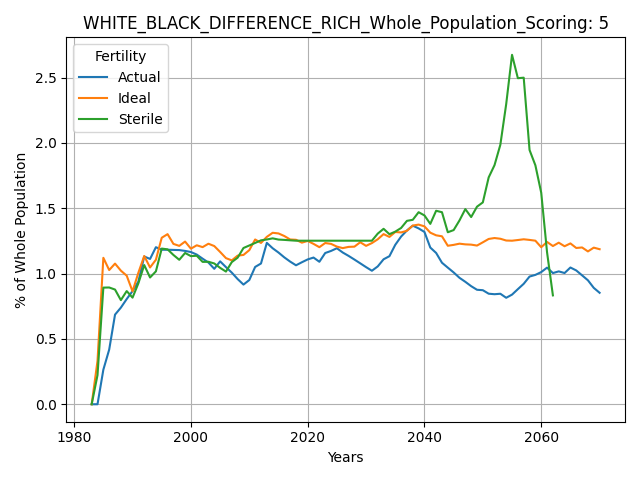 WHITE_BLACK_DIFFERENCE_RICH_Whole_Population_Scoring: 5
Fertility
Actual
Ideal
Sterile
% of Whole Population
2.5
2.0
1.5
1.0
0.5
0.0
1980 2000 2020 2040 2060
Years